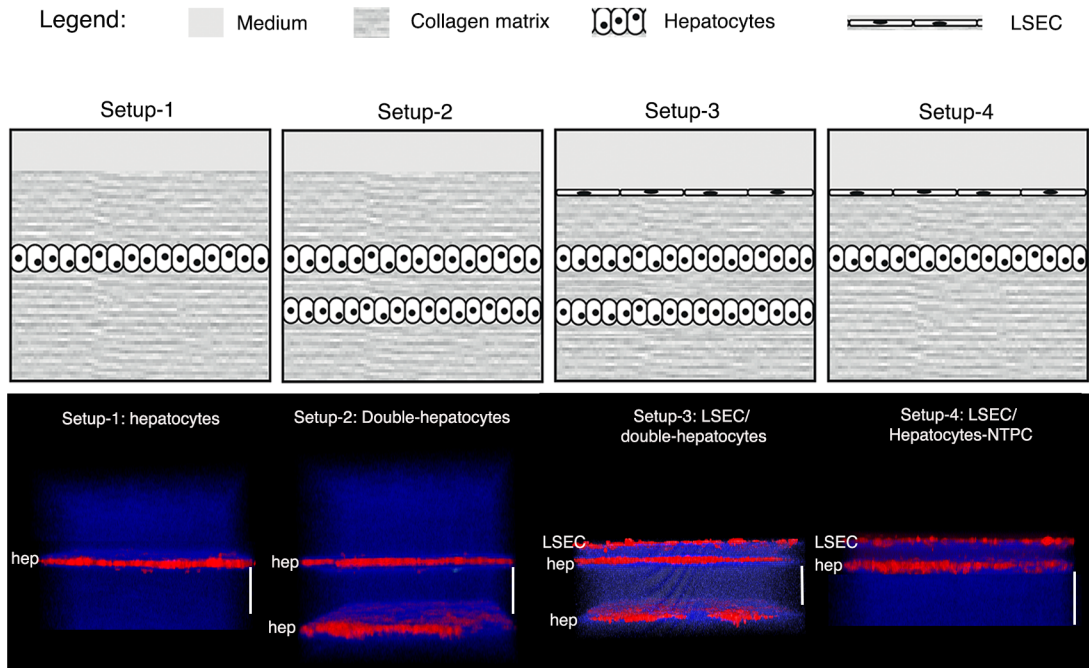 Legend:
Medium
Collagen matrix
Hepatocytes
LSEC
Setup-1
Setup-2
Setup-3
Setup-4
Setup-1: hepatocytes
Setup-2: Double-hepatocytes
Setup-3: LSEC/
double-hepatocytes
Setup-4: LSEC/
Hepatocytes-NTPC
hep
hep
hep
LSEC
hep
hep
LSEC
hep